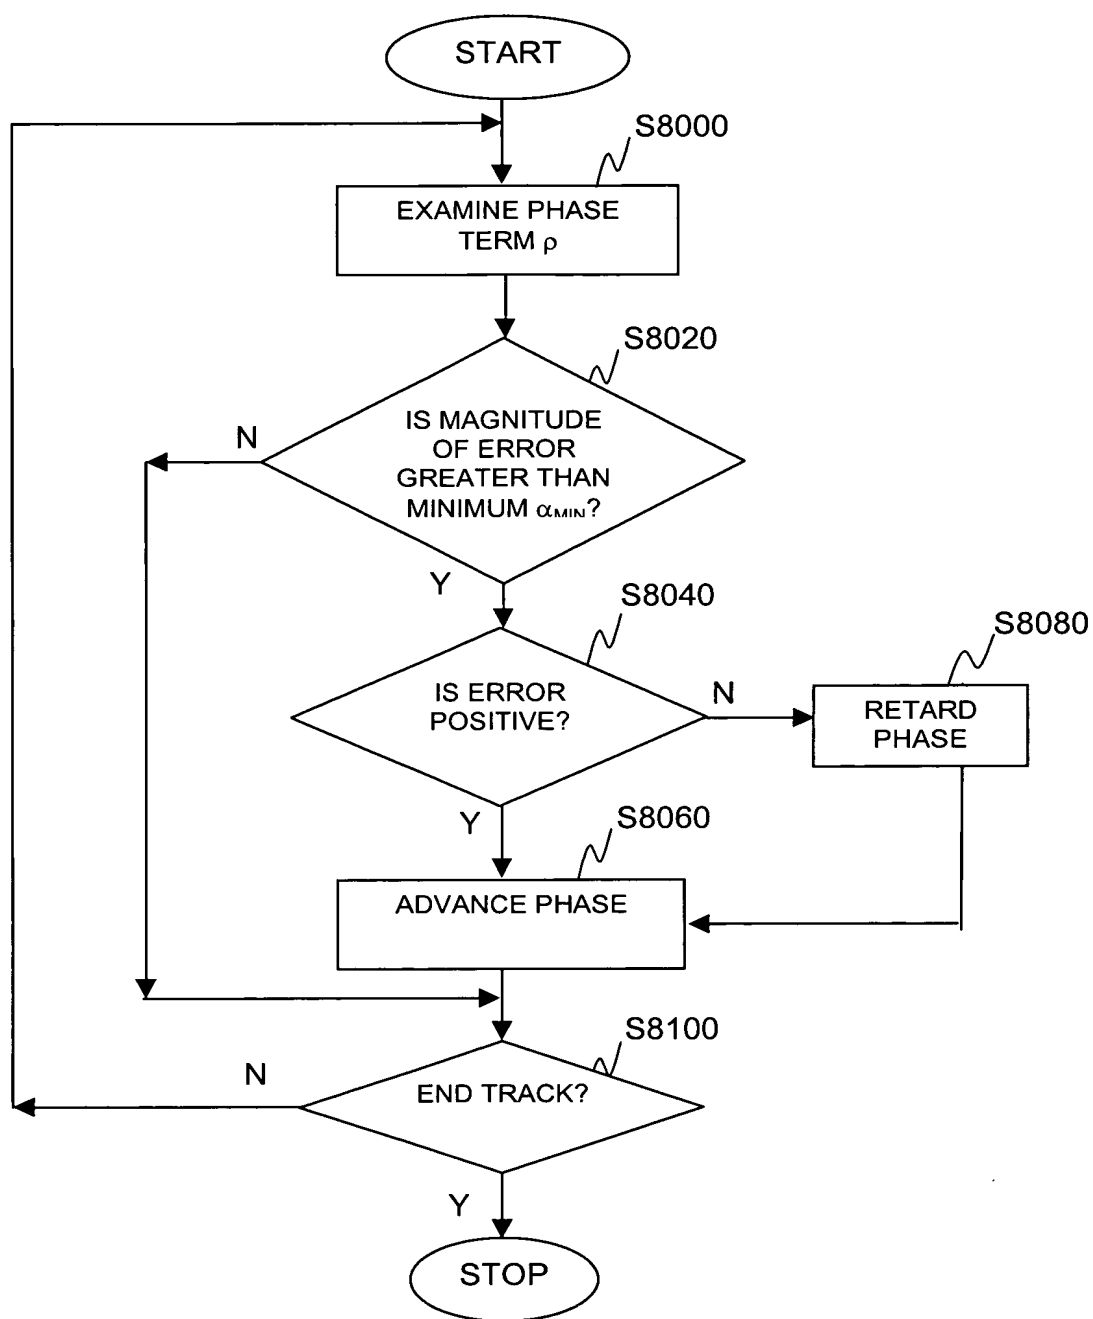 START
S8000
EXAMINE PHASE
TERM ρ
S8020
N
IS MAGNITUDE
OF ERROR
GREATER THAN
MINIMUM αMIN?
Y
S8040
S8080
IS ERROR
POSITIVE?
N
RETARD
PHASE
Y
S8060
ADVANCE PHASE
S8100
N
END TRACK?
Y
STOP